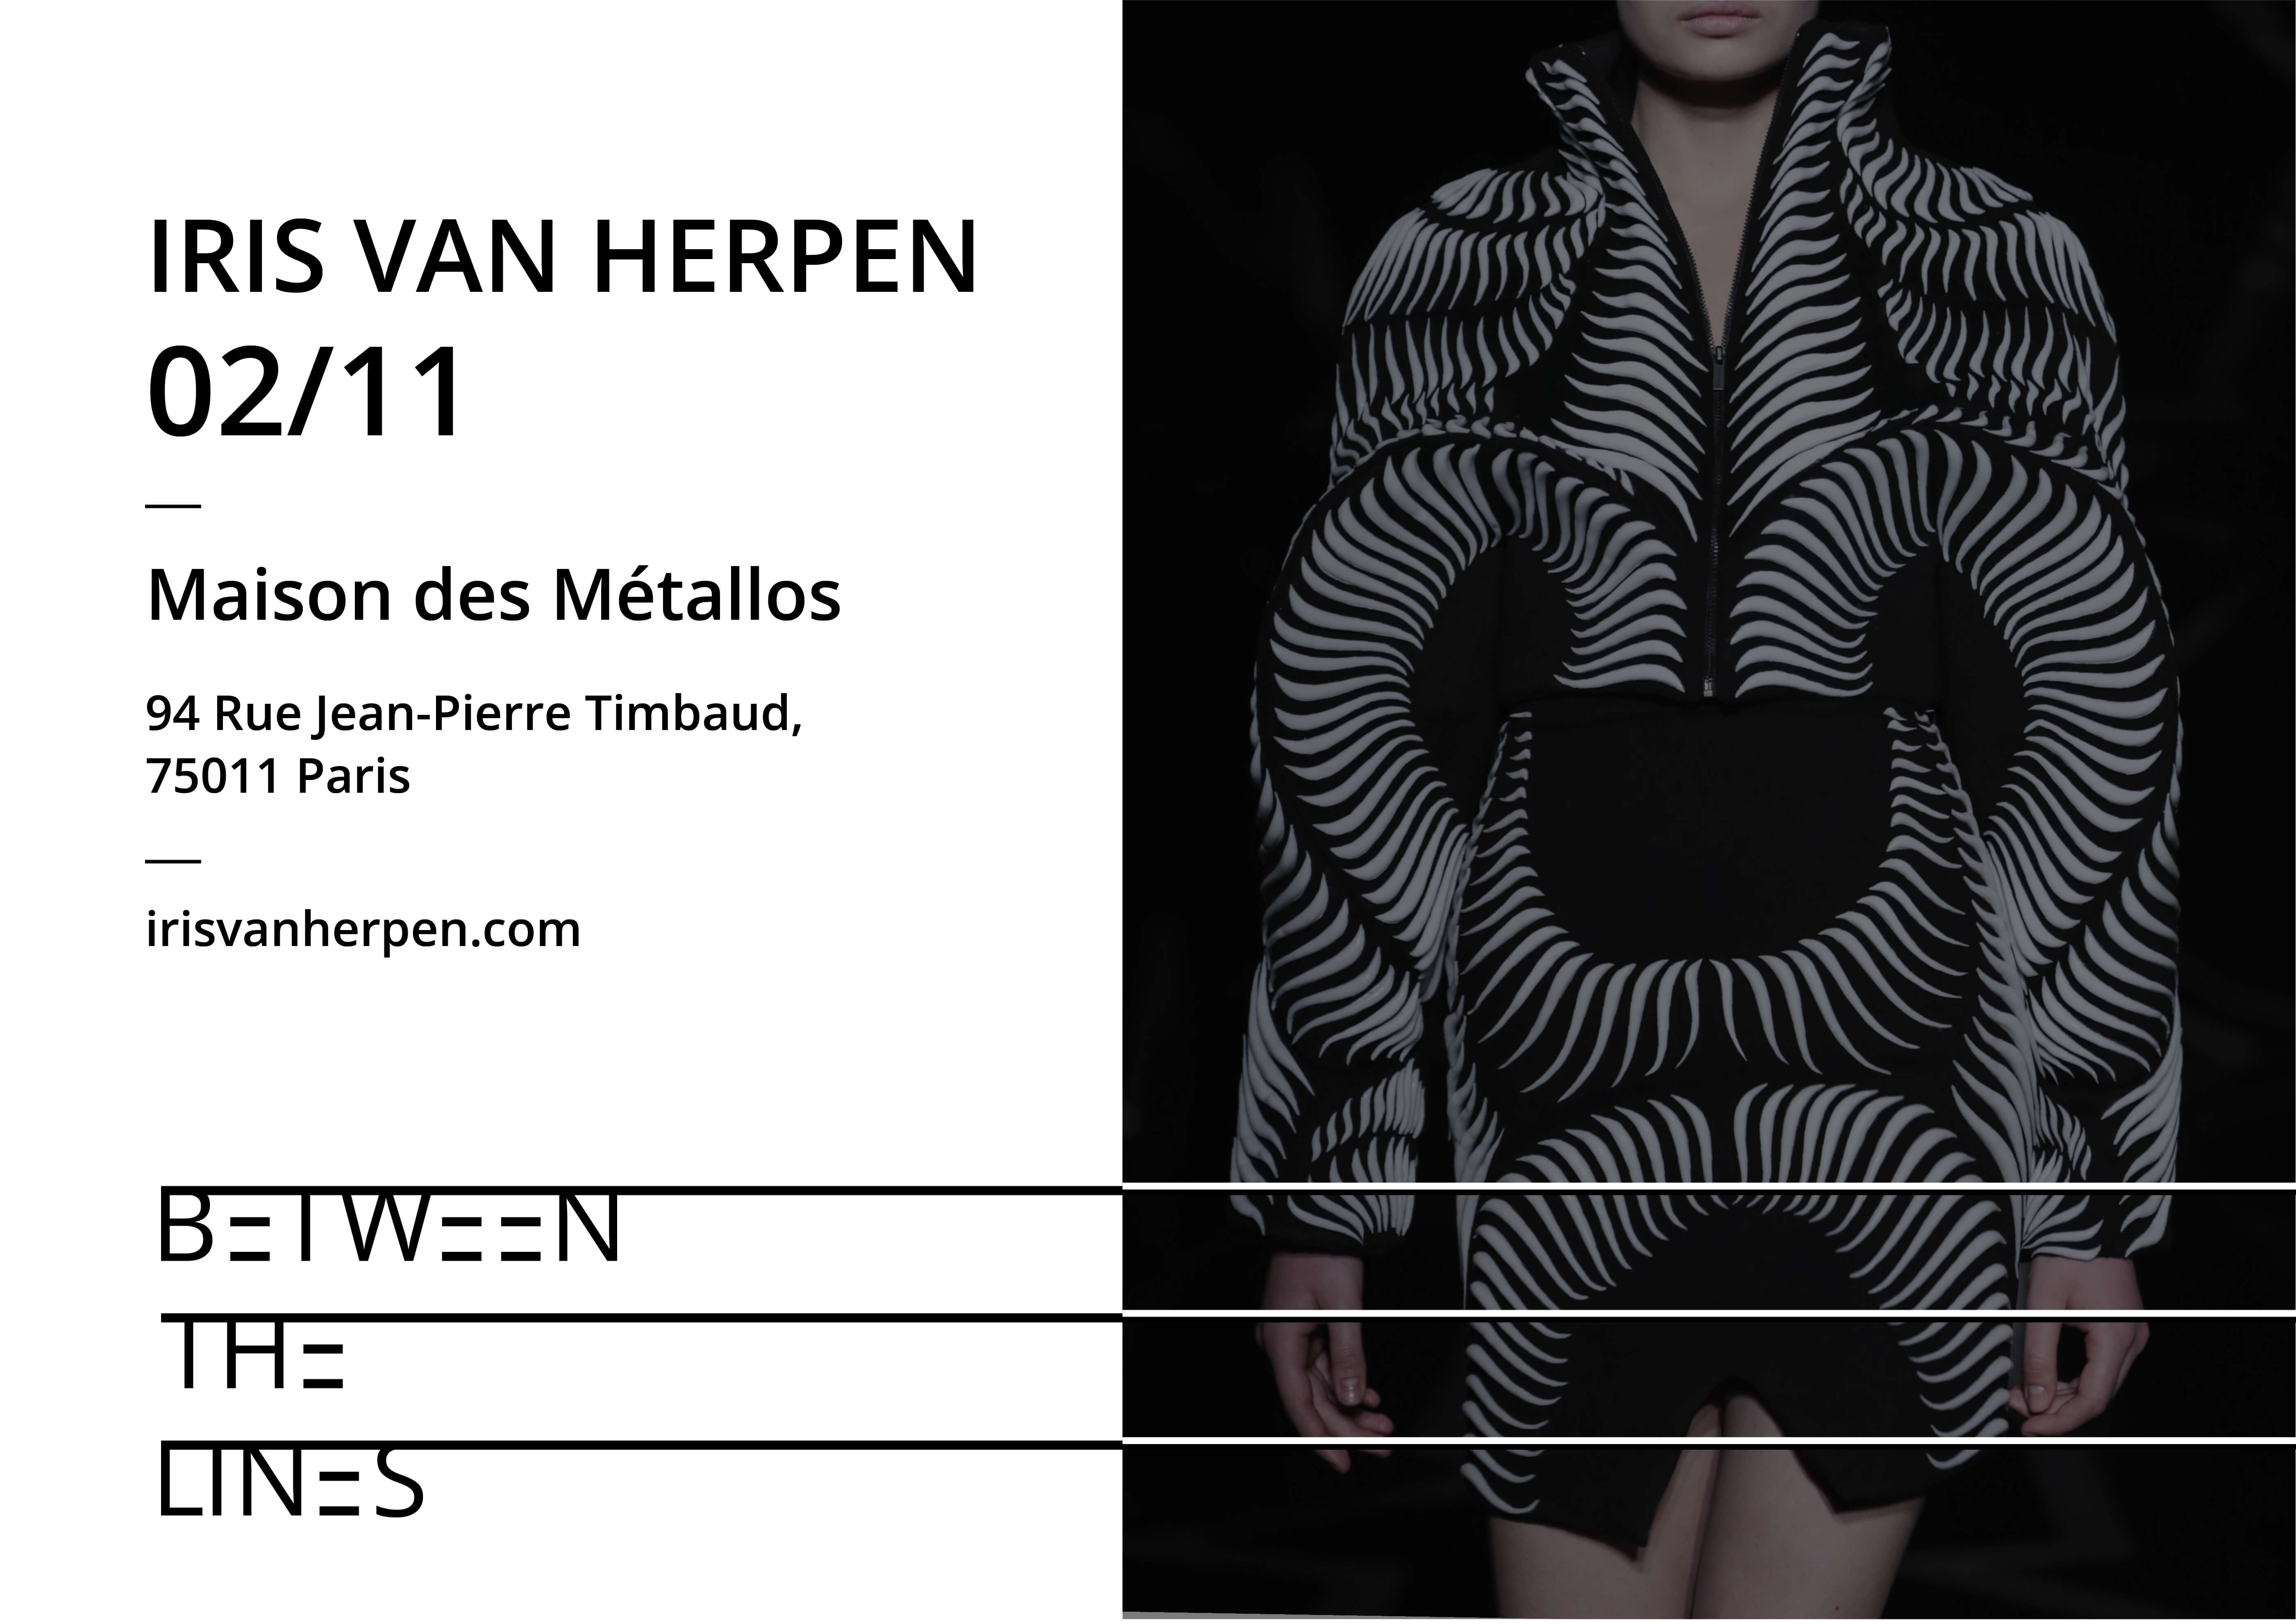 IRIS VAN HERPEN
02/11
Maison des Métallos
94 Rue Jean-Pierre Timbaud,
75011 Paris
irisvanherpen.com
BETWEEN
THE
LINES